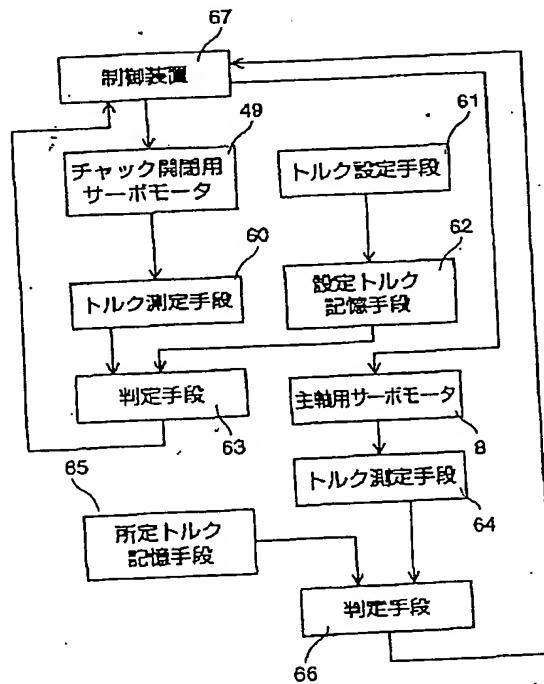 67
制御装置
49
チャック開閉用
サーボモータ
61
トルク設定手段
60
トルク測定手段
62
設定トルク
記憶手段
判定手段
63
主軸用サーボモータ
8
トルク測定手段
64
65
所定トルク
記憶手段
判定手段
66